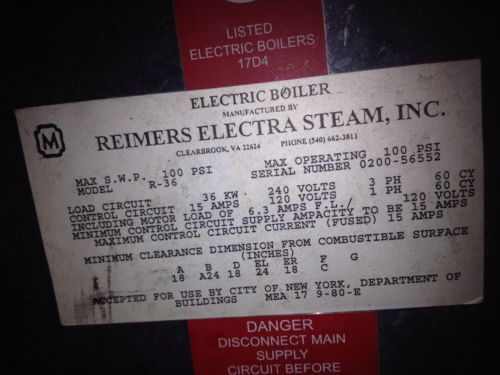 LISTED
ELECTRIC BOILERS
17D4
ELECTRIC BOILER
MANUFACTURED BY
M
REIMERS ELECTRA STEAM, INC.
CLEARBROOK, VA 22624 PHONE (540) 662-3811
MAX S.W.P. 100 PSI MAX OPERATING 100 PSI
MODEL R-36 SERIAL NUMBER 0200-56552
LOAD CIRCUIT 36 KW 240 VOLTS 3 PH 60 CY
CONTROL CIRCUIT 15 AMPS 120 VOLTS 1 PH 60 CY
INCLUDING MOTOR LOAD OF 6.3 AMPS F.L./ 120 VOLTS
MINIMUM CONTROL CIRCUIT SUPPLY AMPACITY TO BE 15 AMPS
MAXIMUM CONTROL CIRCUIT CURRENT (FUSED) 15 AMPS
MINIMUM CLEARANCE DIMENSION FROM COMBUSTIBLE SURFACE
(INCHES)
A B D EL ER F G
18 A24 18 24 18 C
ACCEPTED FOR USE BY CITY OF NEW YORK, DEPARTMENT OF
BUILDINGS MEA 17 9-80-E
DANGER
DISCONNECT MAIN
SUPPLY
CIRCUIT BEFORE